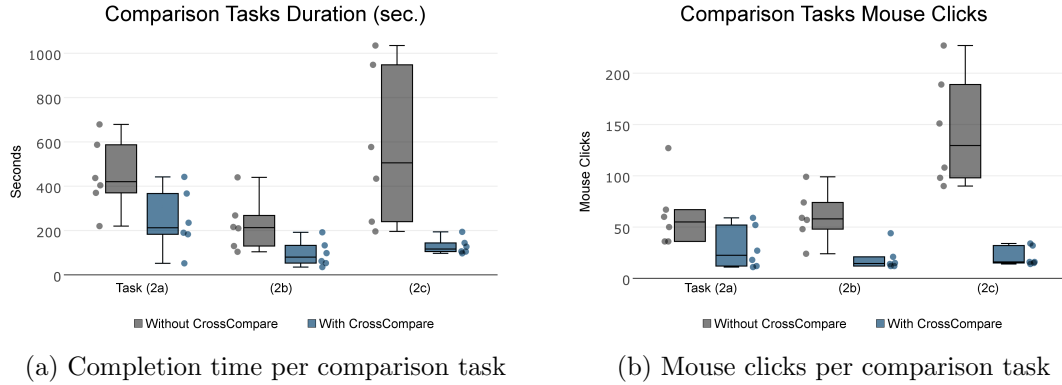 Comparison Tasks Duration (sec.)
1000
800
600
400
200
0
Seconds
Task (2a) (2b) (2c)
Without CrossCompare With CrossCompare
(a) Completion time per comparison task
Comparison Tasks Mouse Clicks
200
150
100
50
0
Mouse Clicks
Task (2a) (2b) (2c)
Without CrossCompare With CrossCompare
(b) Mouse clicks per comparison task